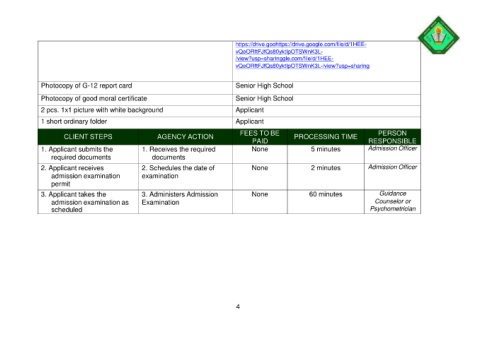 https://drive.goohttps://drive.google.com/file/d/1HEE-
vQoORftFJfQs80yktipOTSWnK3L-
/view?usp=sharinggle.com/file/d/1HEE-
vQoORftFJfQs80yktipOTSWnK3L-/view?usp=sharing
Photocopy of G-12 report card Senior High School
Photocopy of good moral certificate Senior High School
2 pcs. 1x1 picture with white background Applicant
1 short ordinary folder Applicant
CLIENT STEPS AGENCY ACTION FEES TO BE PAID PROCESSING TIME PERSON RESPONSIBLE
1. Applicant submits the 1. Receives the required None 5 minutes Admission Officer
required documents documents
2. Applicant receives 2. Schedules the date of None 2 minutes Admission Officer
admission examination examination
permit
3. Applicant takes the 3. Administers Admission None 60 minutes Guidance
admission examination as Examination Counselor or
scheduled Psychometrician
4